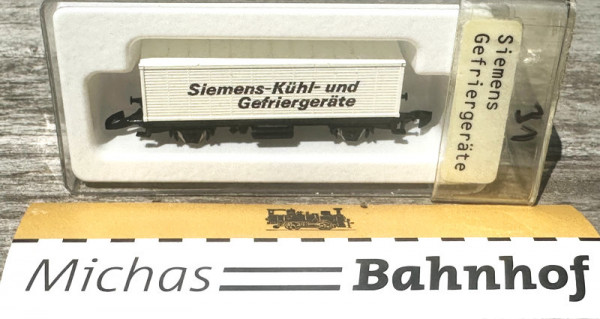 Siemens-Kühl- und
Gefriergeräte
Siemens
Gefriergeräte
31
Michas Bahnhof